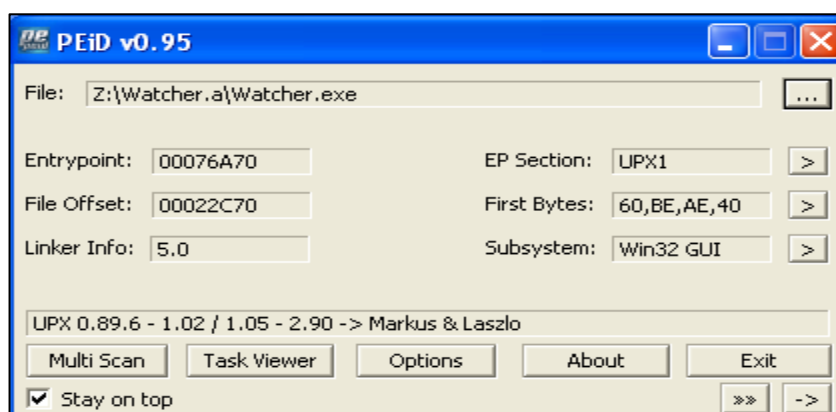 PEiD v0.95
File: Z:\Watcher.a\Watcher.exe ...
Entrypoint: 00076A70 EP Section: UPX1 >
File Offset: 00022C70 First Bytes: 60,BE,AE,40 >
Linker Info: 5.0 Subsystem: Win32 GUI >
UPX 0.89.6 - 1.02 / 1.05 - 2.90 -> Markus & Laszlo
Multi Scan Task Viewer Options About Exit
Stay on top »» ->